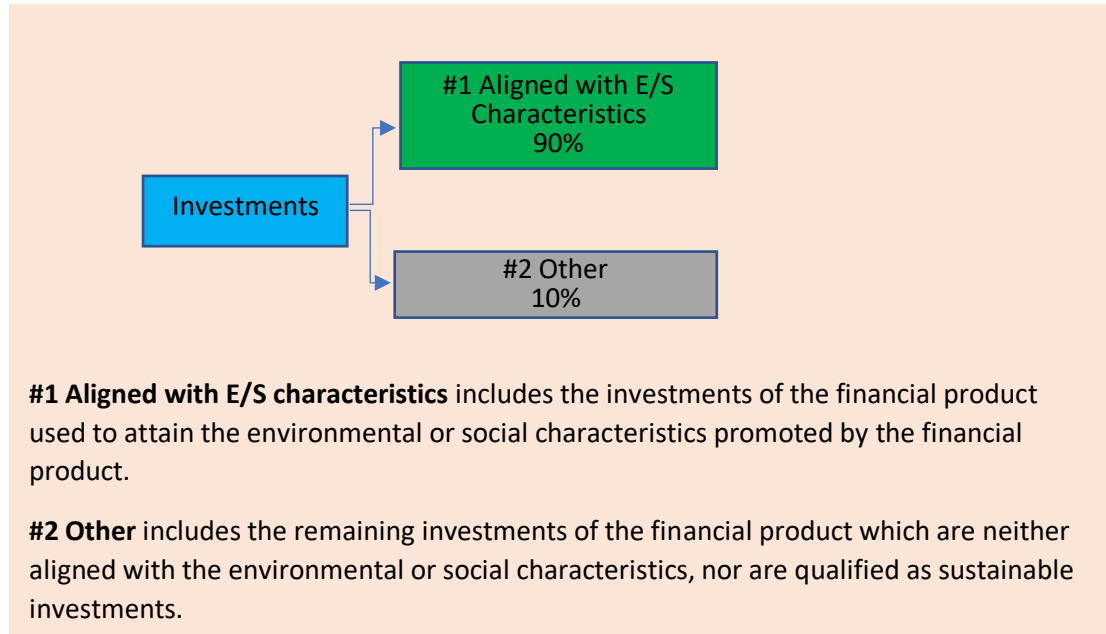 #1 Aligned with E/S
Characteristics
90%
Investments
#2 Other
10%
#1 Aligned with E/S characteristics includes the investments of the financial product
used to attain the environmental or social characteristics promoted by the financial
product.
#2 Other includes the remaining investments of the financial product which are neither
aligned with the environmental or social characteristics, nor are qualified as sustainable
investments.